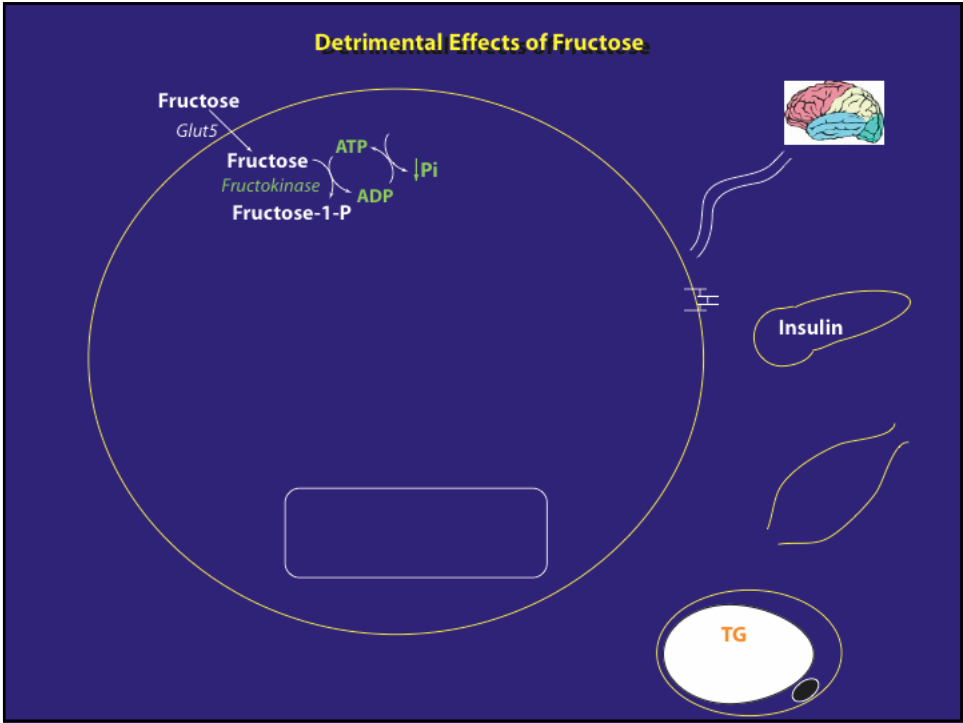 Detrimental Effects of Fructose
Fructose
Glut5
Fructose
ATP
↓Pi
Fructokinase
ADP
Fructose-1-P
Insulin
TG